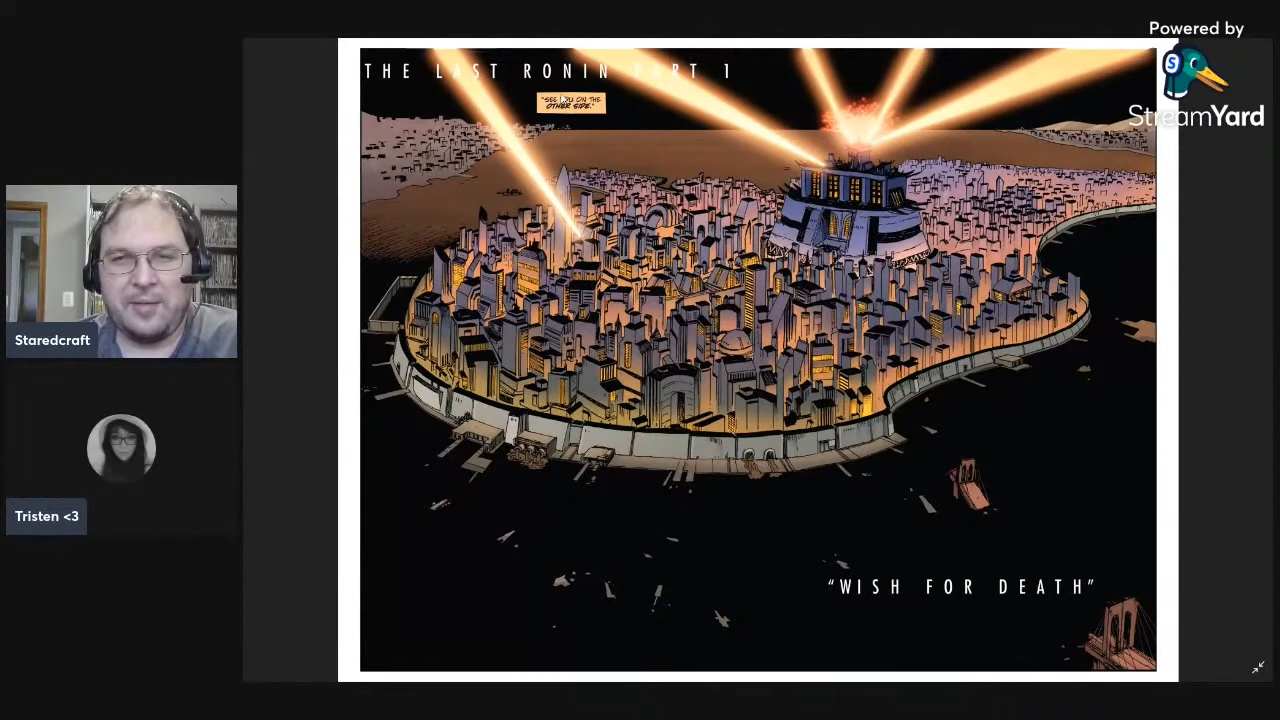 Powered by
StreamYard
THE LAST RONIN PART 1
"SEE YOU ON THE
OTHER SIDE."
Staredcraft
Tristen <3
"WISH FOR DEATH"